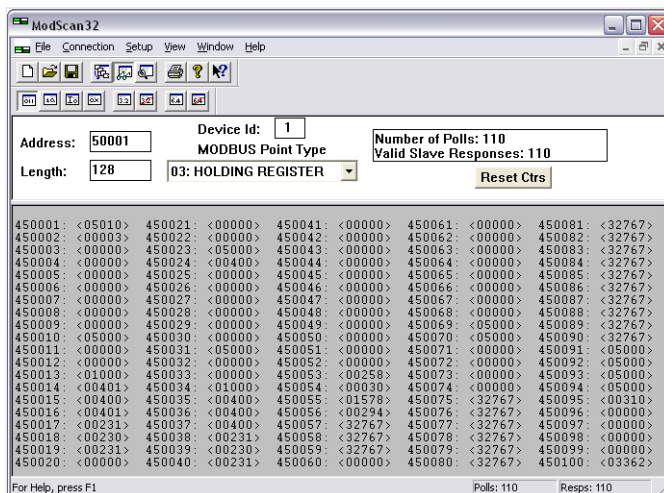 ModScan32
File Connection Setup View Window Help
Address: 50001
Device Id: 1
MODBUS Point Type
Length: 128
03: HOLDING REGISTER
Number of Polls: 110
Valid Slave Responses: 110
Reset Ctrs
450001: <05010> 450021: <00000> 450041: <00000> 450061: <00000> 450081: <32767>
450002: <00003> 450022: <00000> 450042: <00000> 450062: <00000> 450082: <32767>
450003: <00000> 450023: <05000> 450043: <00000> 450063: <00000> 450083: <32767>
450004: <00000> 450024: <00400> 450044: <00000> 450064: <00000> 450084: <32767>
450005: <00000> 450025: <00000> 450045: <00000> 450065: <00000> 450085: <32767>
450006: <00000> 450026: <00000> 450046: <00000> 450066: <00000> 450086: <32767>
450007: <00000> 450027: <00000> 450047: <00000> 450067: <00000> 450087: <32767>
450008: <00000> 450028: <00000> 450048: <00000> 450068: <00000> 450088: <32767>
450009: <05000> 450029: <00000> 450049: <00000> 450069: <05000> 450089: <32767>
450010: <05000> 450030: <00000> 450050: <00000> 450070: <05000> 450090: <32767>
450011: <00000> 450031: <05000> 450051: <00000> 450071: <00000> 450091: <05000>
450012: <00000> 450032: <00000> 450052: <00000> 450072: <00000> 450092: <05000>
450013: <01000> 450033: <00000> 450053: <00258> 450073: <00000> 450093: <05000>
450014: <00401> 450034: <01000> 450054: <00030> 450074: <00000> 450094: <05000>
450015: <00400> 450035: <00400> 450055: <01578> 450075: <32767> 450095: <00310>
450016: <00401> 450036: <00400> 450056: <00294> 450076: <32767> 450096: <00000>
450017: <00231> 450037: <00400> 450057: <32767> 450077: <32767> 450097: <00000>
450018: <00230> 450038: <00231> 450058: <32767> 450078: <32767> 450098: <00000>
450019: <00231> 450039: <00230> 450059: <32767> 450079: <32767> 450099: <00000>
450020: <00000> 450040: <00231> 450060: <00000> 450080: <32767> 450100: <03362>
For Help, press F1
Polls: 110
Resps: 110